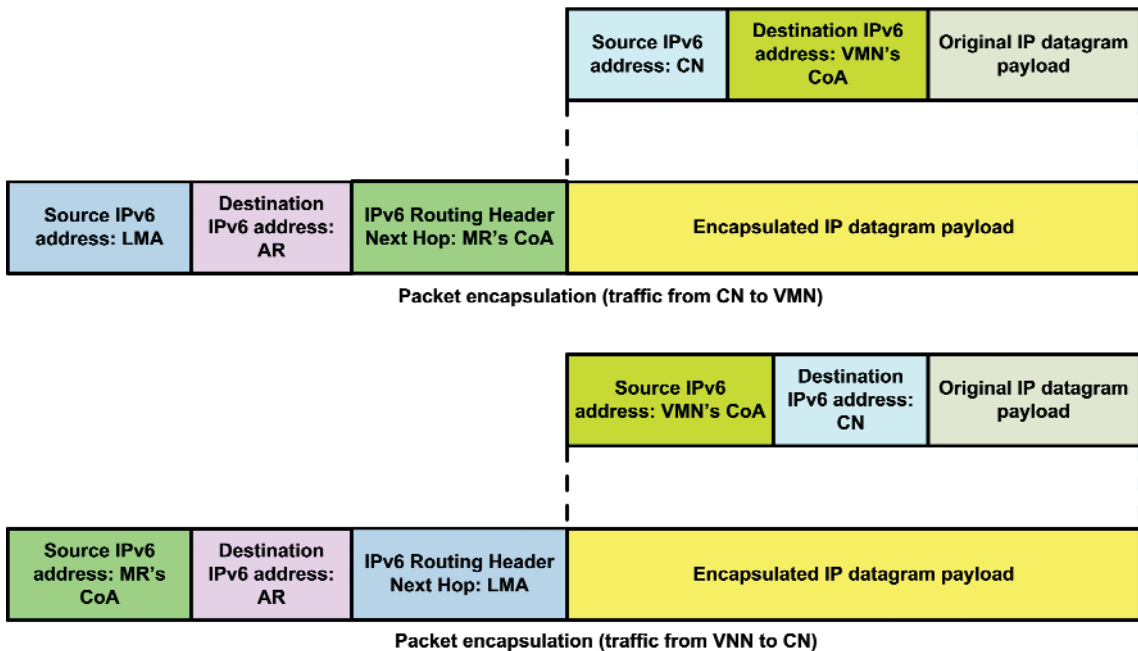 Source IPv6
address: CN
Destination IPv6
address: VMN's
CoA
Original IP datagram
payload
Source IPv6
address: LMA
Destination
IPv6 address:
AR
IPv6 Routing Header
Next Hop: MR's CoA
Encapsulated IP datagram payload
Packet encapsulation (traffic from CN to VMN)
Source IPv6
address: VMN's CoA
Destination
IPv6 address:
CN
Original IP datagram
payload
Source IPv6
address: MR's
CoA
Destination
IPv6 address:
AR
IPv6 Routing Header
Next Hop: LMA
Encapsulated IP datagram payload
Packet encapsulation (traffic from VNN to CN)